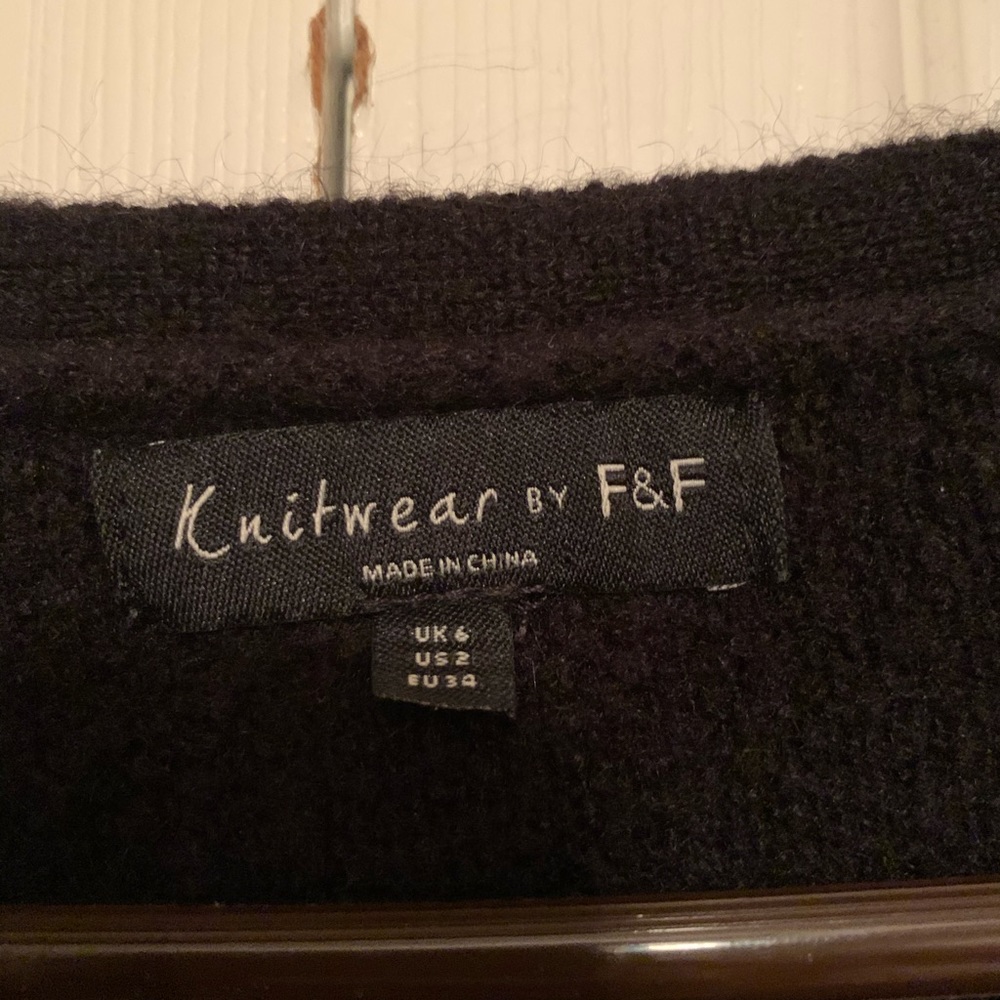 Knitwear BY F&F
MADE IN CHINA
UK 6
US 2
EU 34